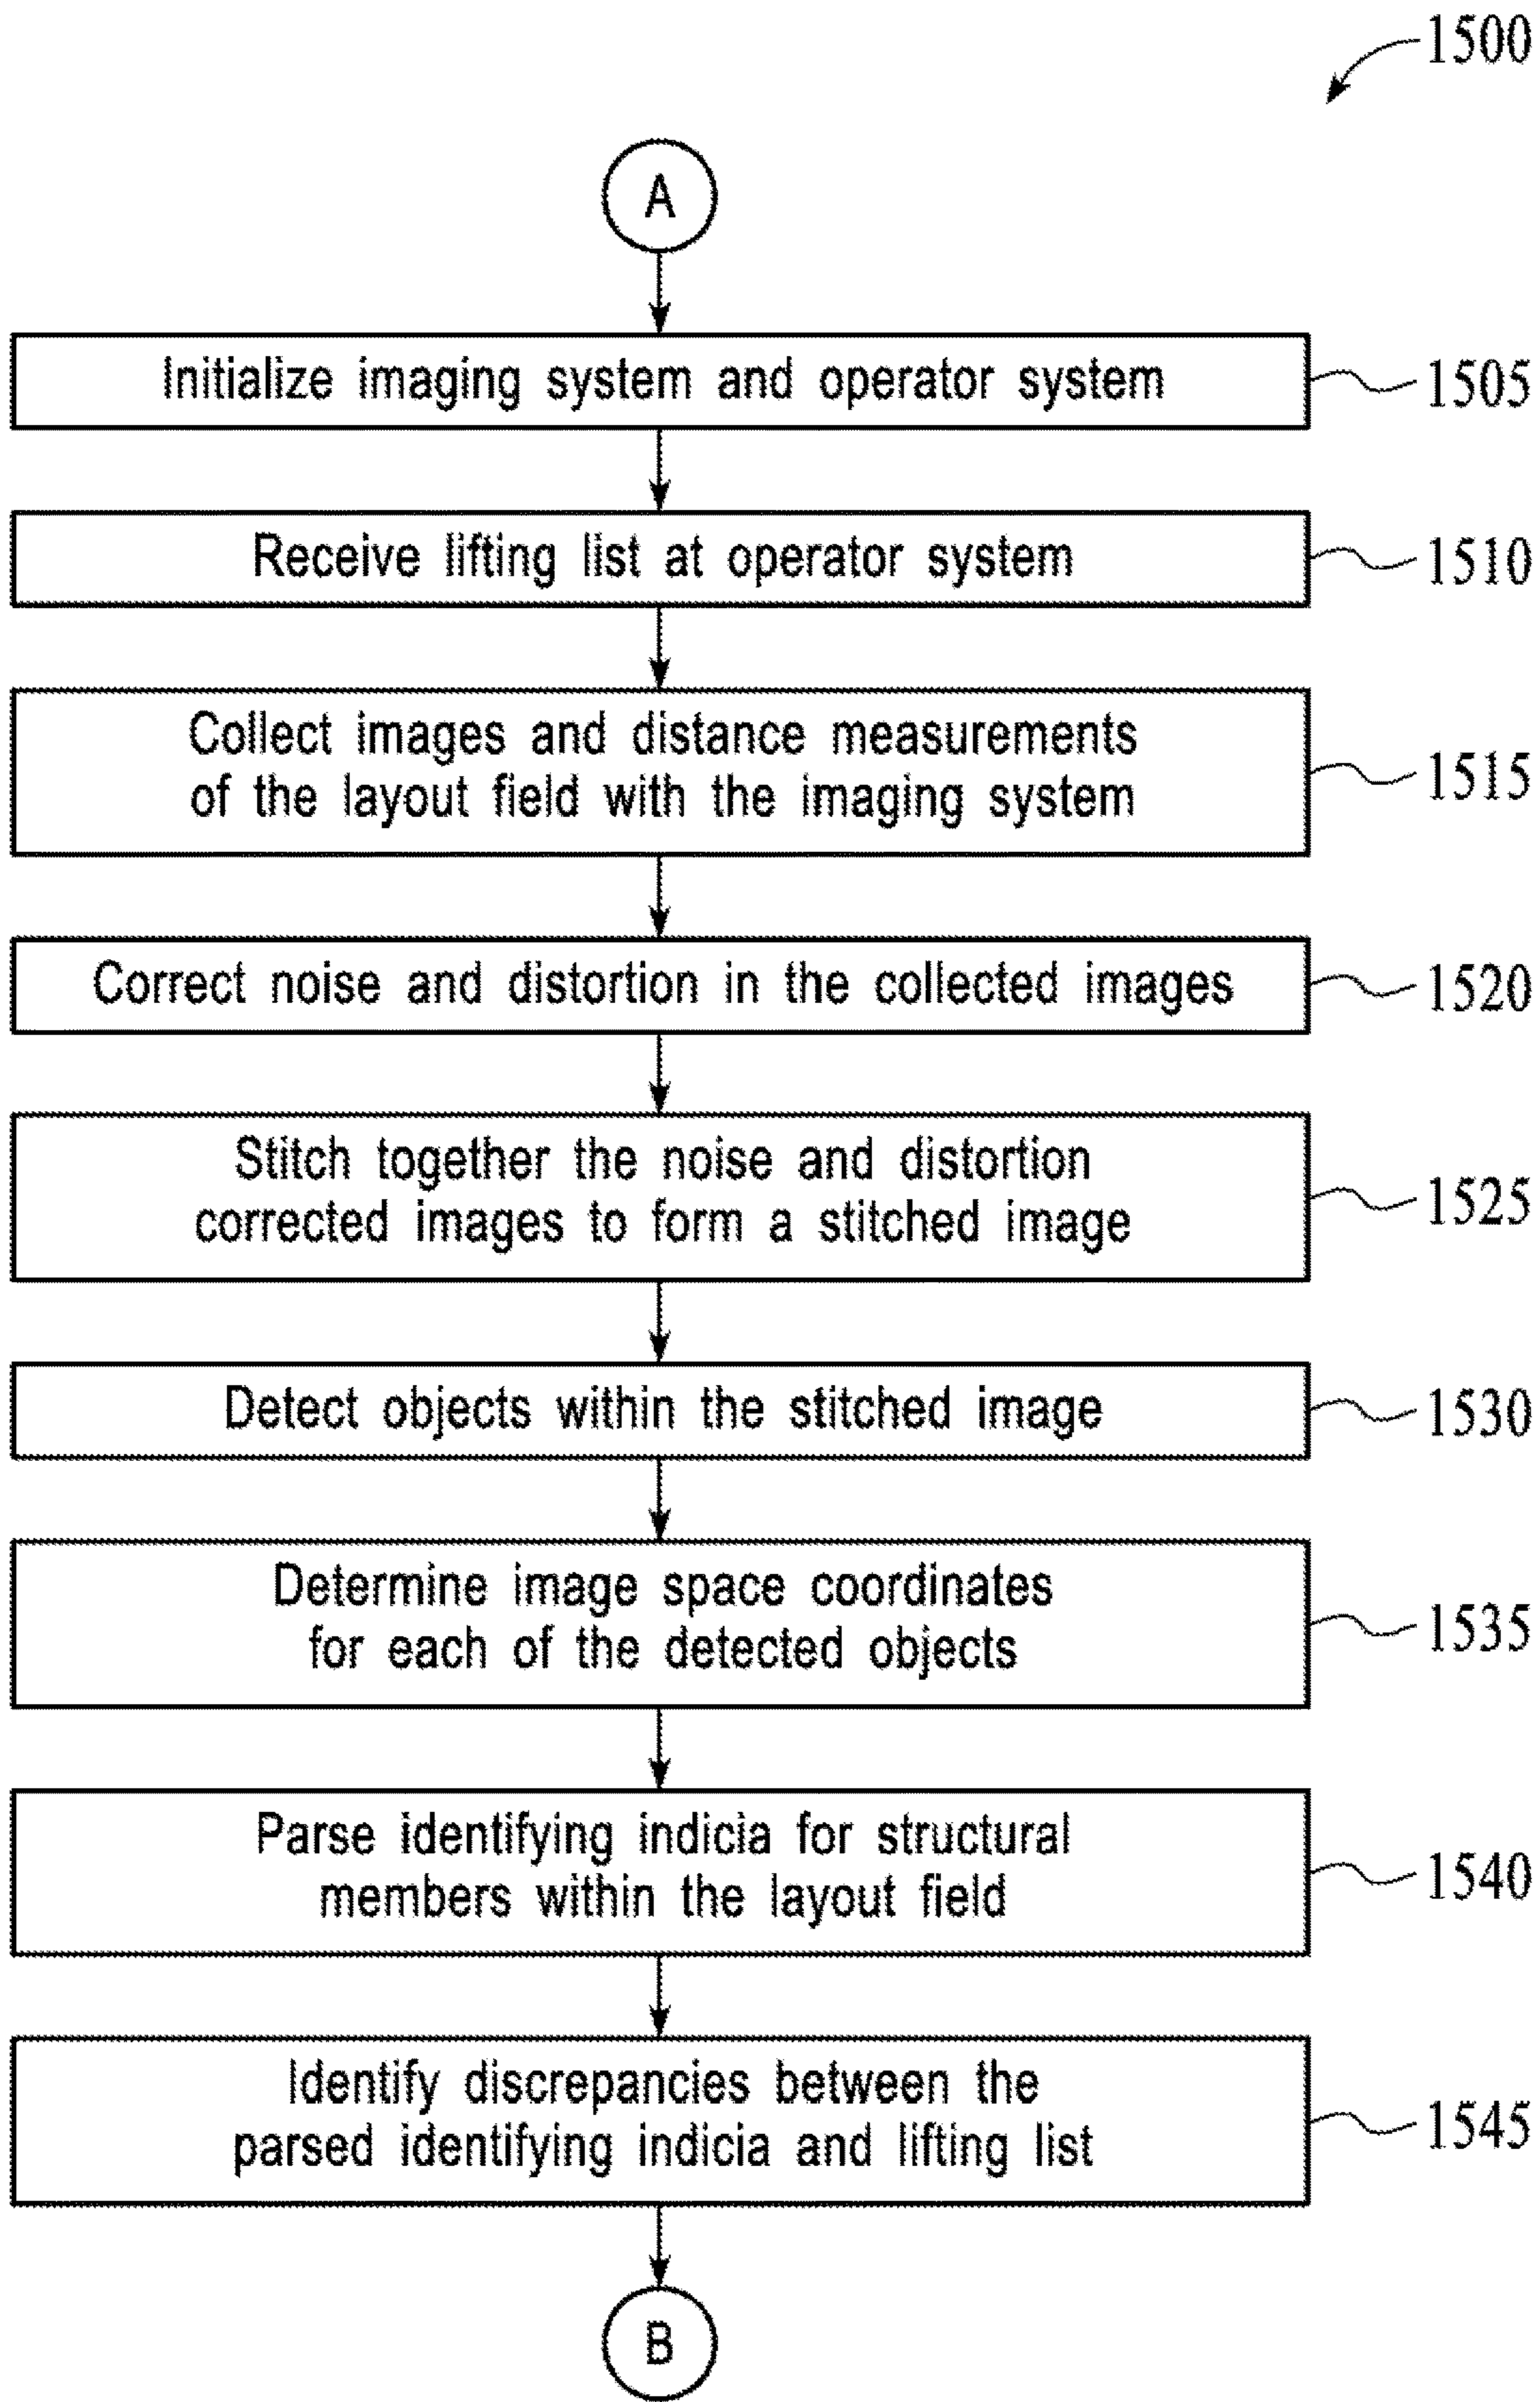 1500
A
Initialize imaging system and operator system
1505
Receive lifting list at operator system
1510
Collect images and distance measurements
of the layout field with the imaging system
1515
Correct noise and distortion in the collected images
1520
Stitch together the noise and distortion
corrected images to form a stitched image
1525
Detect objects within the stitched image
1530
Determine image space coordinates
for each of the detected objects
1535
Parse identifying indicia for structural
members within the layout field
1540
Identify discrepancies between the
parsed identifying indicia and lifting list
1545
B